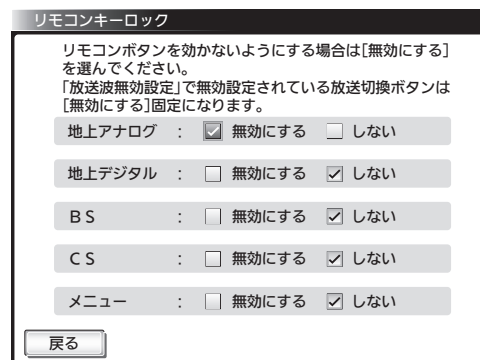 リモコンキーロック
リモコンボタンを効かないようにする場合は[無効にする]
を選んでください。
「放送波無効設定」で無効設定されている放送切換ボタンは
[無効にする]固定になります。
地上アナログ : 無効にする しない
地上デジタル : 無効にする しない
ＢＳ : 無効にする しない
ＣＳ : 無効にする しない
メニュー : 無効にする しない
戻る